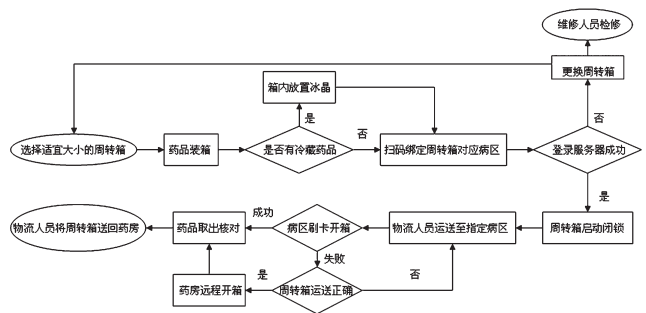 维修人员检修
更换周转箱
箱内放置冰晶
是
否
否
选择适宜大小的周转箱
药品装箱
是否有冷藏药品
扫码绑定周转箱对应病区
登录服务器成功
是
成功
物流人员将周转箱送回药房
药品取出核对
病区刷卡开箱
物流人员运送至指定病区
周转箱启动闭锁
失败
是
否
药房远程开箱
周转箱运送正确